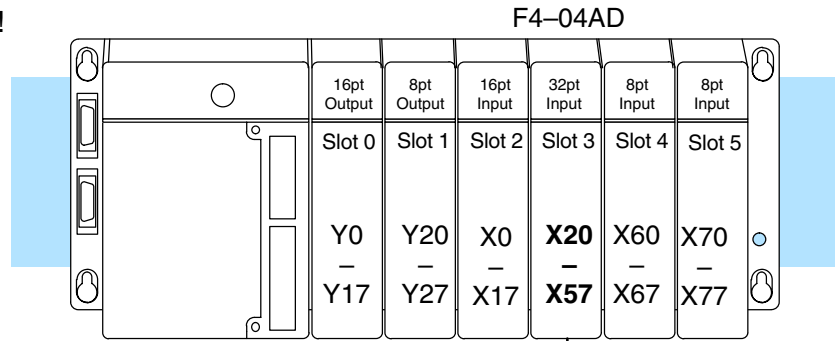 !
F4–04AD
16pt Output
8pt Output
16pt Input
32pt Input
8pt Input
8pt Input
Slot 0
Slot 1
Slot 2
Slot 3
Slot 4
Slot 5
Y0 – Y17
Y20 – Y27
X0 – X17
X20 – X57
X60 – X67
X70 – X77